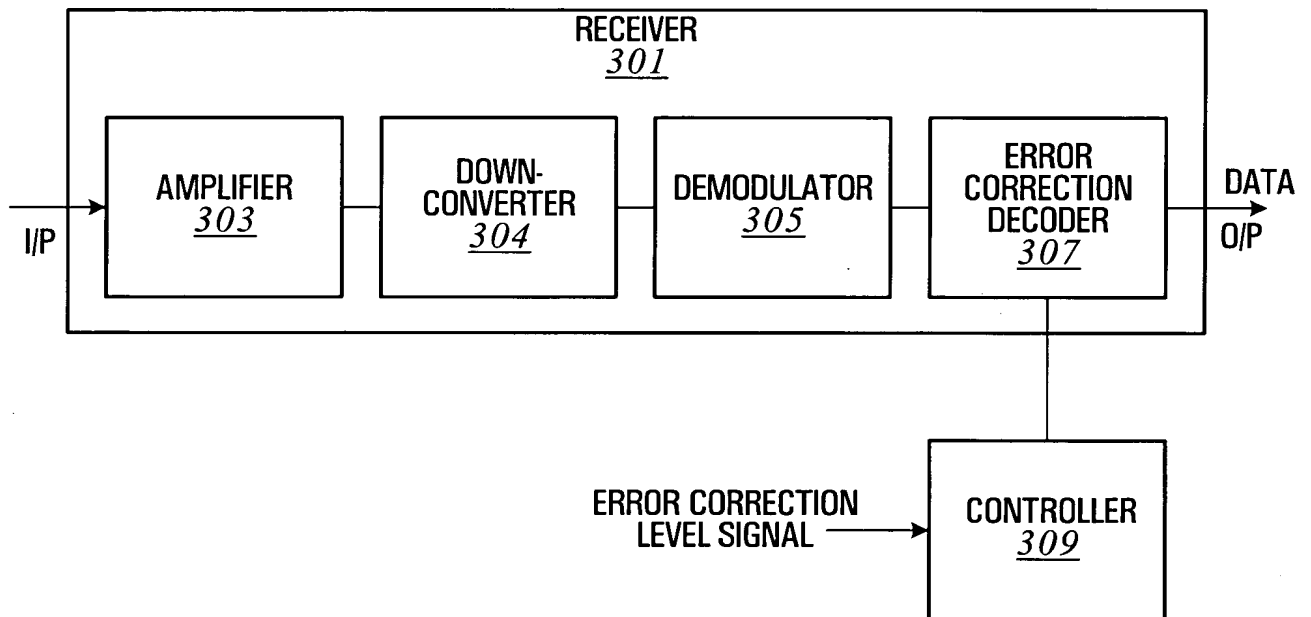 RECEIVER
301
AMPLIFIER
303
DOWN-
CONVERTER
304
DEMODULATOR
305
ERROR
CORRECTION
DECODER
307
I/P
DATA
O/P
ERROR CORRECTION
LEVEL SIGNAL
CONTROLLER
309